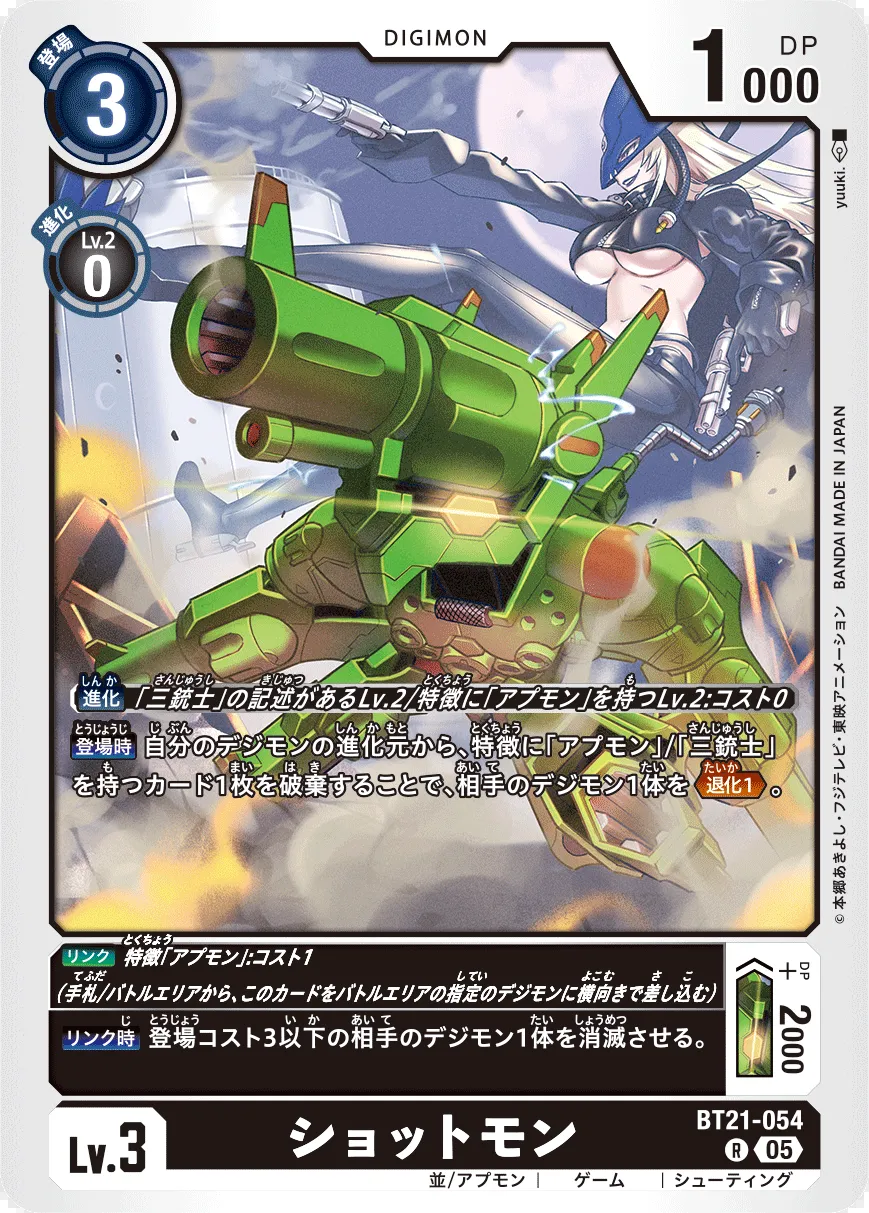 DIGIMON
登場
3
DP
1000
進化
Lv.2
0
yuuki.
BANDAI MADE IN JAPAN
© 本郷あきよし・フジテレビ・東映アニメーション
進化 「三銃士」の記述があるLv.2/特徴に「アプモン」を持つLv.2:コスト0
登場時 自分のデジモンの進化元から、特徴に「アプモン」/「三銃士」
を持つカード1枚を破棄することで、相手のデジモン1体を 退化1 。
リンク 特徴「アプモン」:コスト1
(手札/バトルエリアから、このカードをバトルエリアの指定のデジモンに横向きで差し込む)
リンク時 登場コスト3以下の相手のデジモン1体を消滅させる。
DP
+2000
Lv.3
ショットモン
BT21-054
R 05
並/アプモン | ゲーム | シューティング